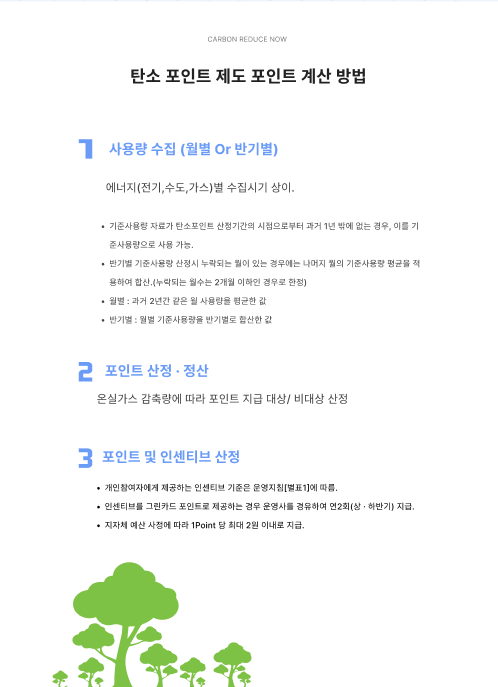 CARBON REDUCE NOW
탄소 포인트 제도 포인트 계산 방법
1 사용량 수집 (월별 Or 반기별)
에너지(전기,수도,가스)별 수집시기 상이.
• 기준사용량 자료가 탄소포인트 산정기간의 시점으로부터 과거 1년 밖에 없는 경우, 이를 기
준사용량으로 사용 가능.
• 반기별 기준사용량 산정시 누락되는 월이 있는 경우에는 나머지 월의 기준사용량 평균을 적
용하여 합산.(누락되는 월수는 2개월 이하인 경우로 한정)
• 월별 : 과거 2년간 같은 월 사용량을 평균한 값
• 반기별 : 월별 기준사용량을 반기별로 합산한 값
2 포인트 산정 · 정산
온실가스 감축량에 따라 포인트 지급 대상/ 비대상 산정
3 포인트 및 인센티브 산정
• 개인참여자에게 제공하는 인센티브 기준은 운영지침[별표1]에 따름.
• 인센티브를 그린카드 포인트로 제공하는 경우 운영사를 경유하여 연2회(상 · 하반기) 지급.
• 지자체 예산 사정에 따라 1Point 당 최대 2원 이내로 지급.